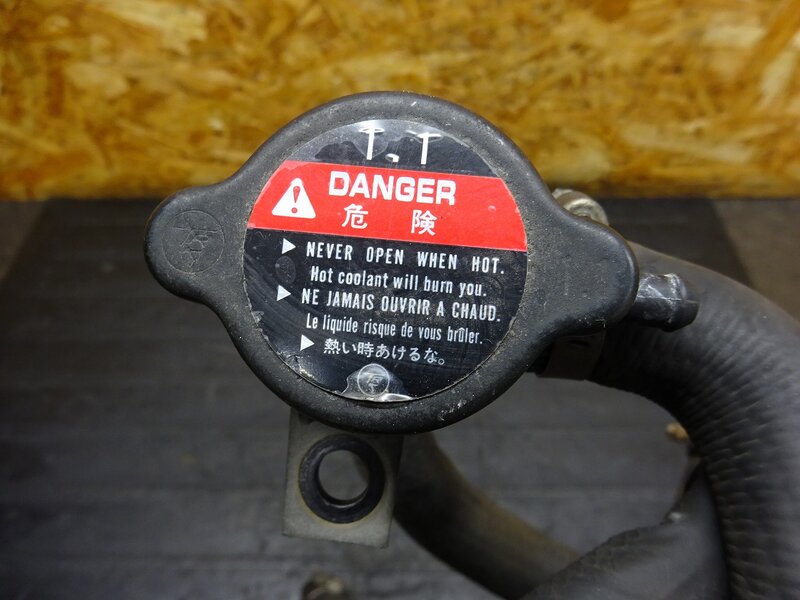 T.T
DANGER
危 険
NEVER OPEN WHEN HOT.
Hot coolant will burn you.
NE JAMAIS OUVRIR A CHAUD.
Le liquide risque de vous brûler.
熱い時あけるな。